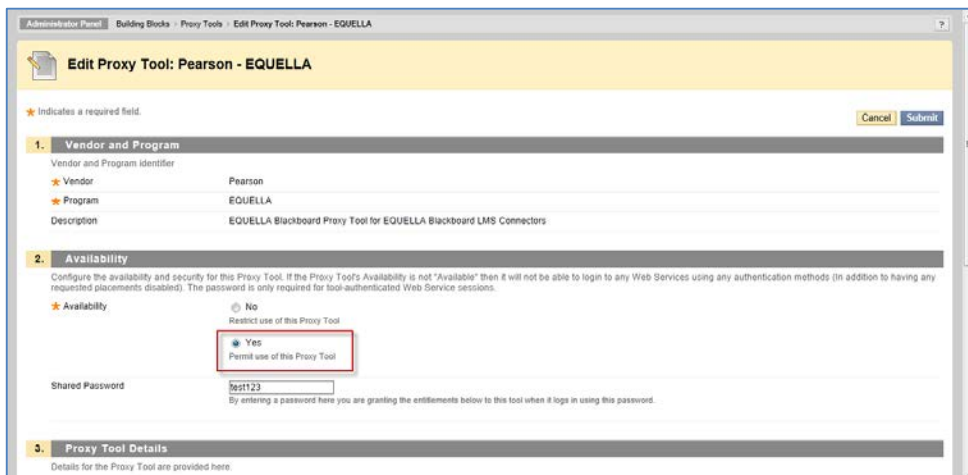 Administrator Panel Building Blocks > Proxy Tools > Edit Proxy Tool: Pearson - EQUELLA ?
Edit Proxy Tool: Pearson - EQUELLA
Indicates a required field.
Cancel Submit
1. Vendor and Program
Vendor and Program identifier
Vendor Pearson
Program EQUELLA
Description EQUELLA Blackboard Proxy Tool for EQUELLA Blackboard LMS Connectors
2. Availability
Configure the availability and security for this Proxy Tool. If the Proxy Tool's Availability is not "Available" then it will not be able to login to any Web Services using any authentication methods (in addition to having any
requested placements disabled). The password is only required for tool-authenticated Web Service sessions.
Availability No
Restrict use of this Proxy Tool
Yes
Permit use of this Proxy Tool
Shared Password test123
By entering a password here you are granting the entitlements below to this tool when it logs in using this password.
3. Proxy Tool Details
Details for the Proxy Tool are provided here.